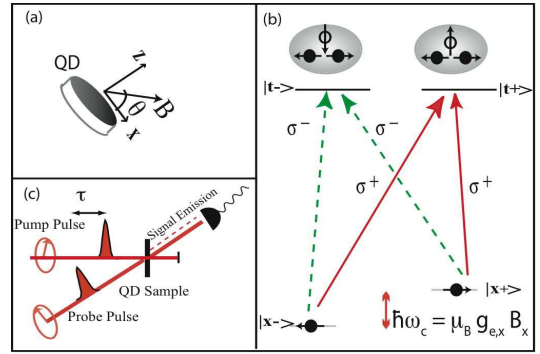 (a)
QD
z
B
θ
x
(b)
|t->
|t+>
σ⁻
σ⁻
σ⁺
σ⁺
|x+>
|x->
ħω_c = μ_B g_e,x B_x
(c)
τ
Pump Pulse
Signal Emission
QD Sample
Probe Pulse